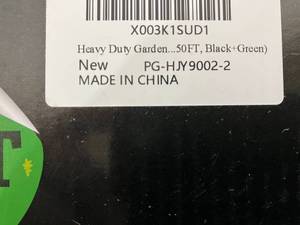 X003K1SUD1
Heavy Duty Garden...50FT, Black+Green)
New PG-HJY9002-2
MADE IN CHINA
T